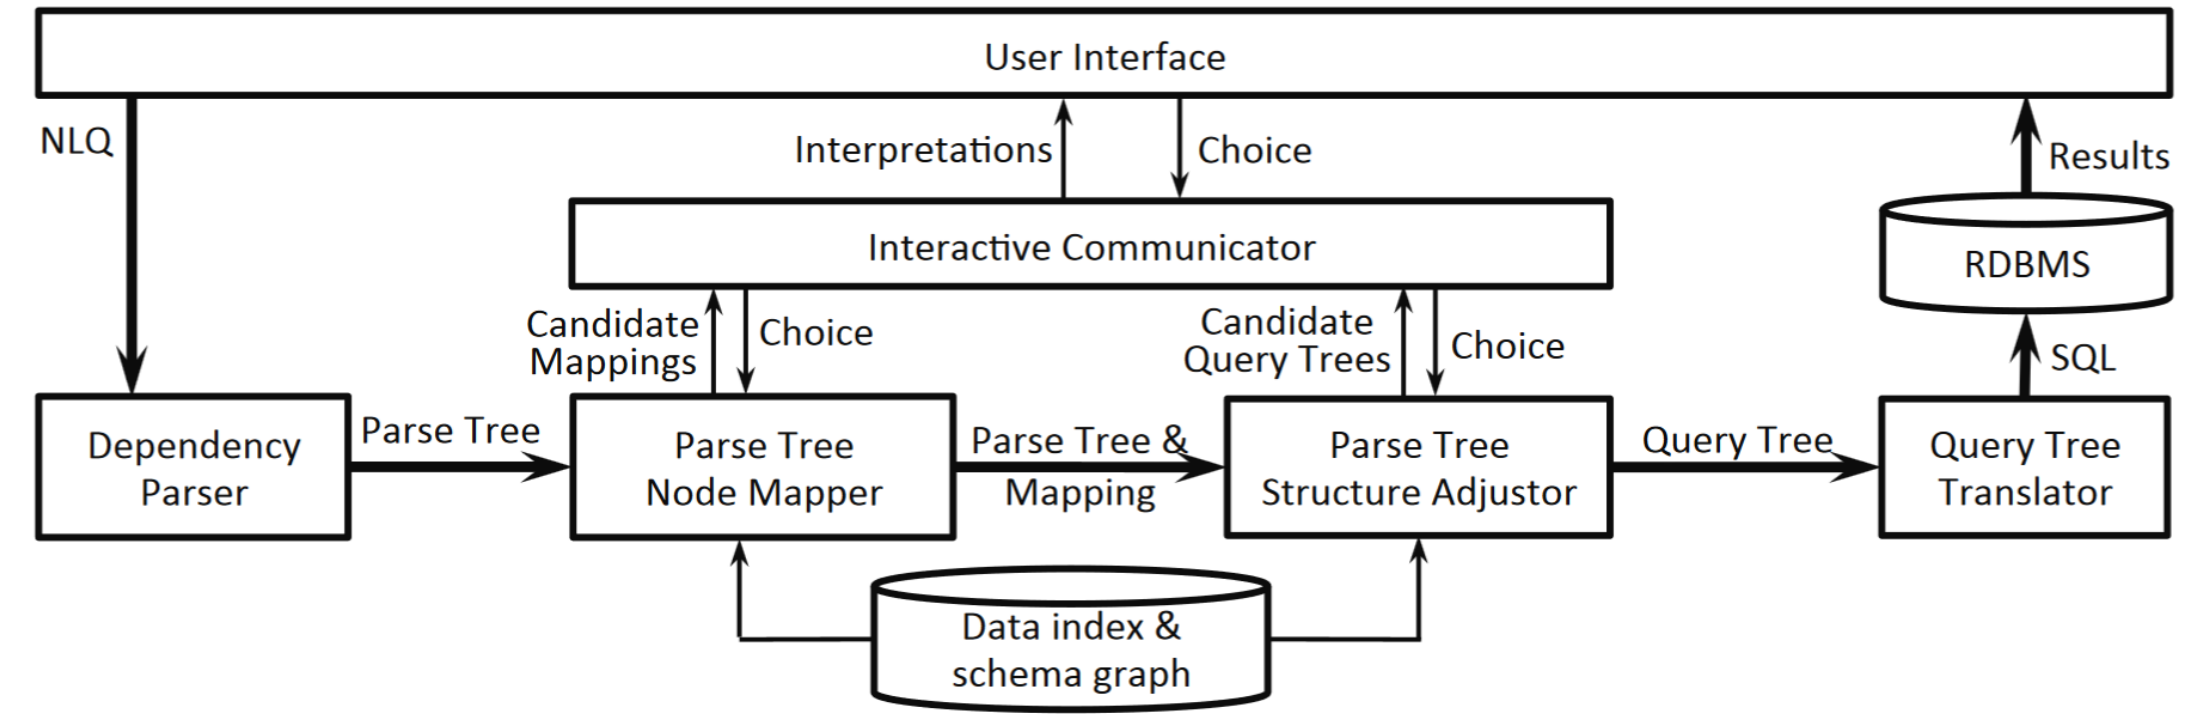 User Interface
NLQ
Interpretations
Choice
Results
Interactive Communicator
RDBMS
Candidate
Mappings
Choice
Candidate
Query Trees
Choice
SQL
Dependency
Parser
Parse Tree
Parse Tree
Node Mapper
Parse Tree &
Mapping
Parse Tree
Structure Adjustor
Query Tree
Query Tree
Translator
Data index &
schema graph